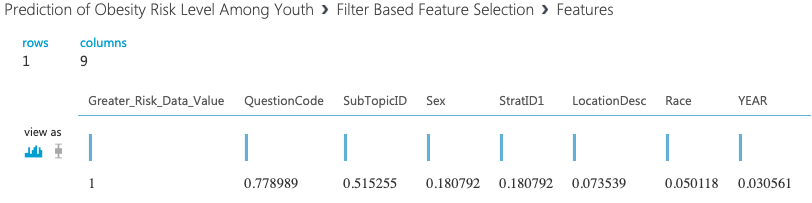 Prediction of Obesity Risk Level Among Youth ❯ Filter Based Feature Selection ❯ Features
rows columns
1 9
Greater_Risk_Data_Value QuestionCode SubTopicID Sex StratID1 LocationDesc Race YEAR
view as
1 0.778989 0.515255 0.180792 0.180792 0.073539 0.050118 0.030561